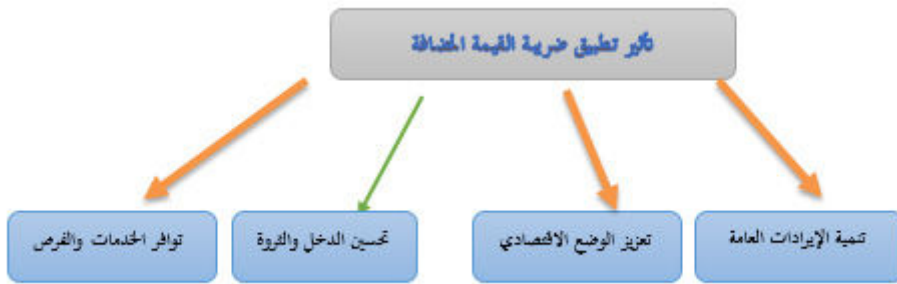 تأثير تطبيق ضريبة القيمة المضافة
تنمية الإيرادات العامة
تعزيز الوضع الاقتصادي
تحسين الدخل والثروة
توافر الخدمات والفرص